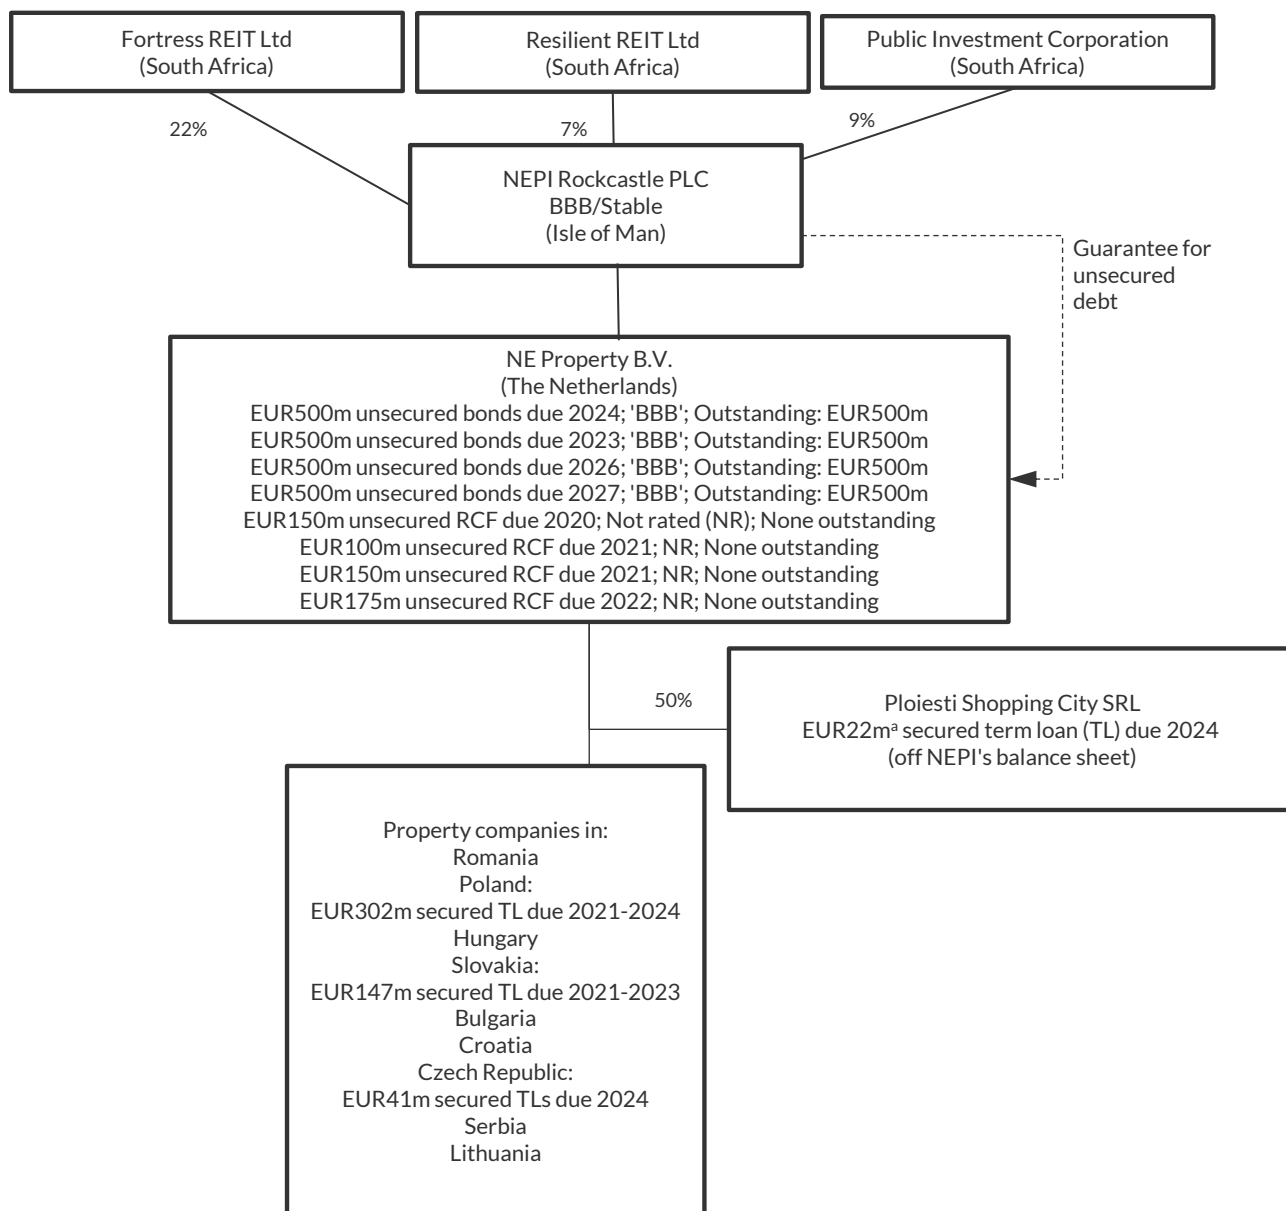 Fortress REIT Ltd
(South Africa)
Resilient REIT Ltd
(South Africa)
Public Investment Corporation
(South Africa)
22%
7%
9%
NEPI Rockcastle PLC
BBB/Stable
(Isle of Man)
Guarantee for
unsecured
debt
NE Property B.V.
(The Netherlands)
EUR500m unsecured bonds due 2024; 'BBB'; Outstanding: EUR500m
EUR500m unsecured bonds due 2023; 'BBB'; Outstanding: EUR500m
EUR500m unsecured bonds due 2026; 'BBB'; Outstanding: EUR500m
EUR500m unsecured bonds due 2027; 'BBB'; Outstanding: EUR500m
EUR150m unsecured RCF due 2020; Not rated (NR); None outstanding
EUR100m unsecured RCF due 2021; NR; None outstanding
EUR150m unsecured RCF due 2021; NR; None outstanding
EUR175m unsecured RCF due 2022; NR; None outstanding
50%
Ploiesti Shopping City SRL
EUR22mᵃ secured term loan (TL) due 2024
(off NEPI's balance sheet)
Property companies in:
Romania
Poland:
EUR302m secured TL due 2021-2024
Hungary
Slovakia:
EUR147m secured TL due 2021-2023
Bulgaria
Croatia
Czech Republic:
EUR41m secured TLs due 2024
Serbia
Lithuania